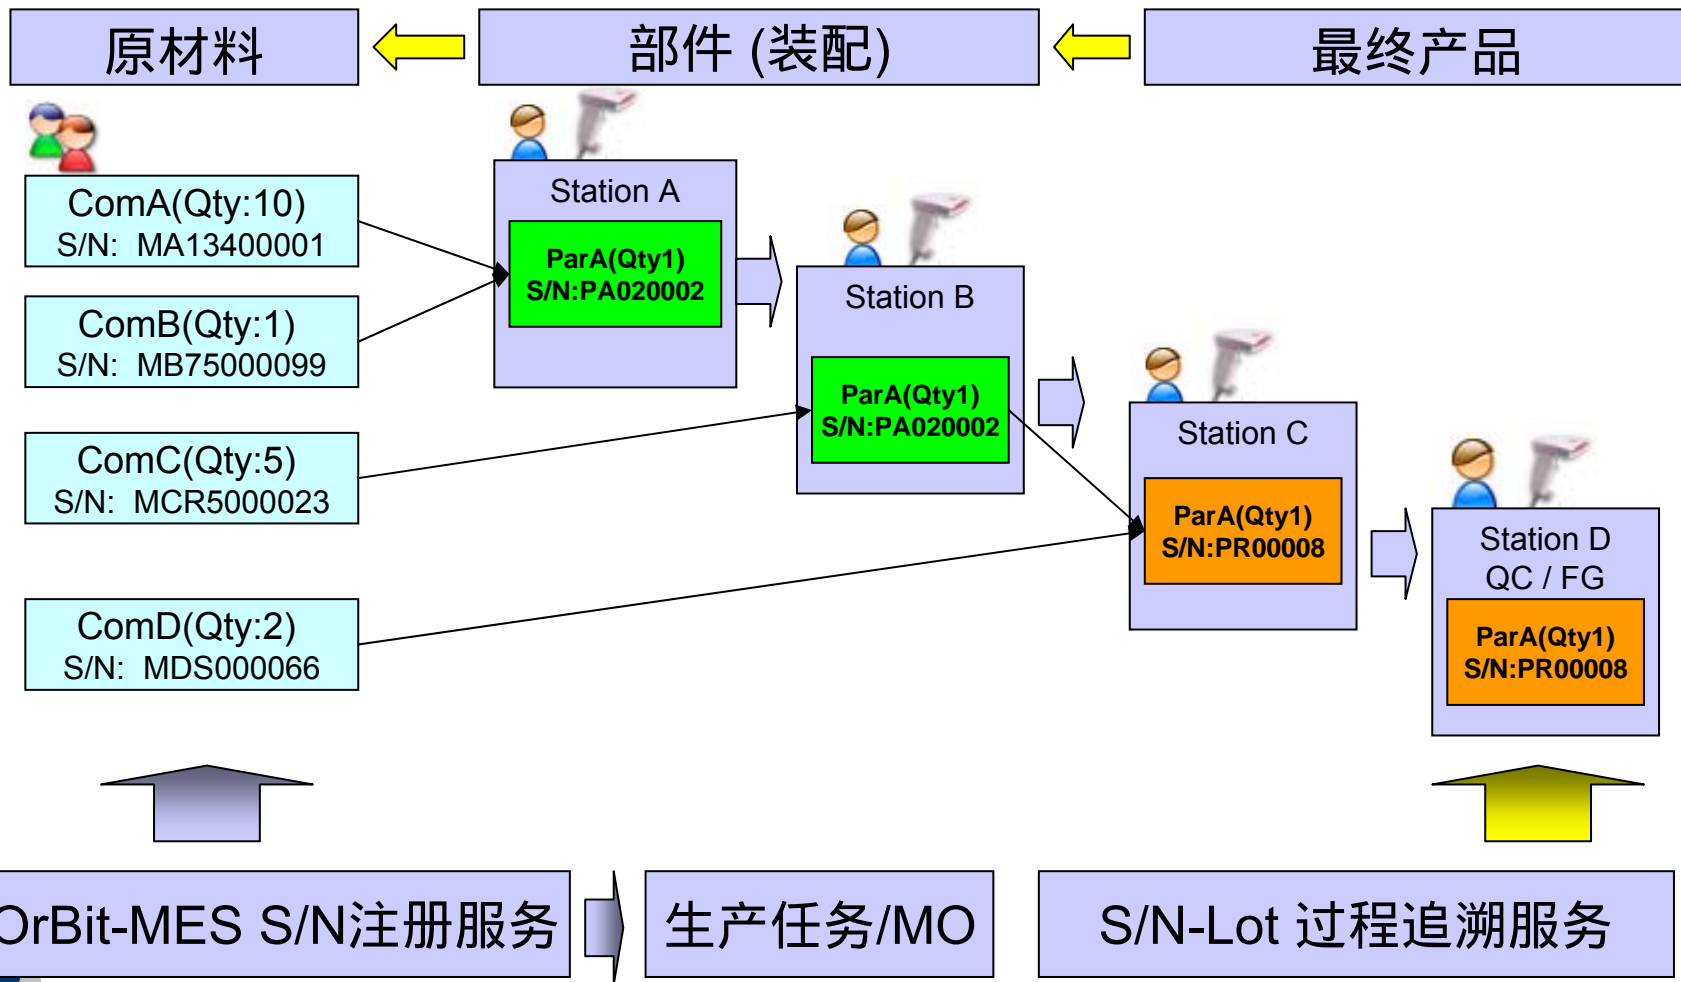 原材料
部件 (装配)
最终产品
ComA(Qty:10)
S/N: MA13400001
ComB(Qty:1)
S/N: MB75000099
ComC(Qty:5)
S/N: MCR5000023
ComD(Qty:2)
S/N: MDS000066
Station A
ParA(Qty1)
S/N:PA020002
Station B
ParA(Qty1)
S/N:PA020002
Station C
ParA(Qty1)
S/N:PR00008
Station D
QC / FG
ParA(Qty1)
S/N:PR00008
OrBit-MES S/N注册服务
生产任务/MO
S/N-Lot 过程追溯服务